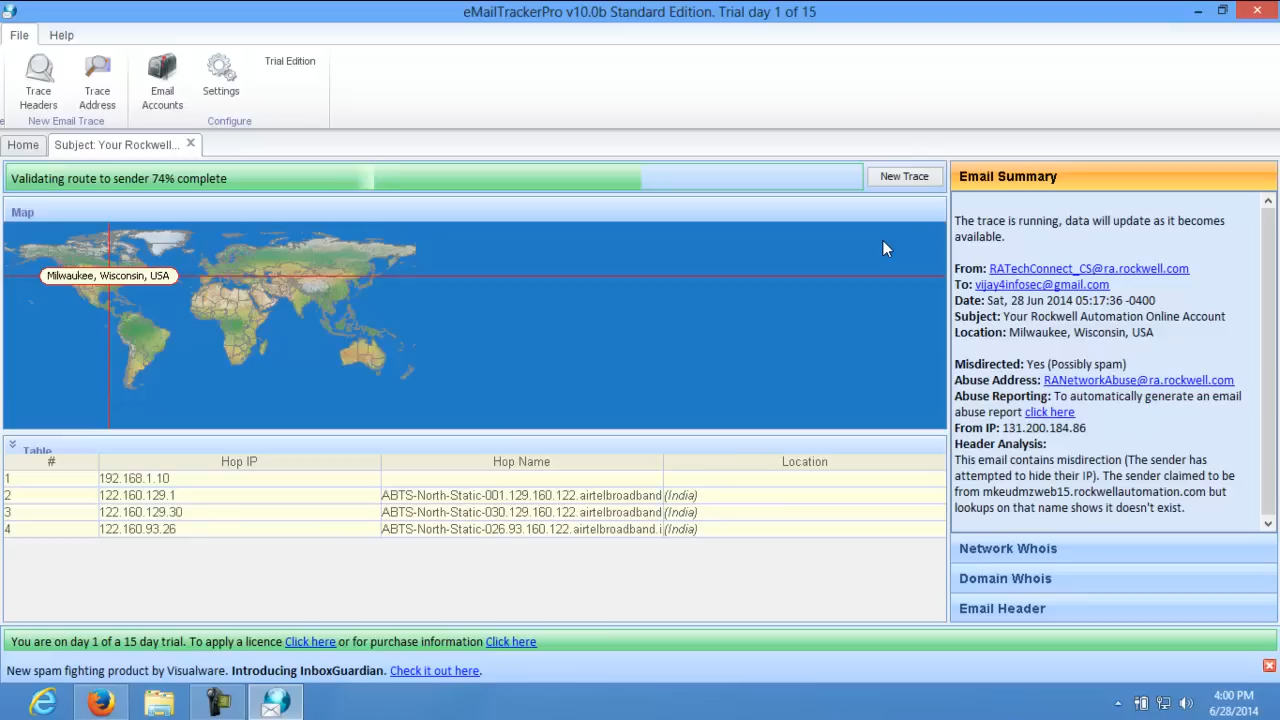 eMailTrackerPro v10.0b Standard Edition. Trial day 1 of 15
File Help
Trace Headers
Trace Address
Email Accounts
Settings
Trial Edition
New Email Trace
Configure
Home
Subject: Your Rockwell...
Validating route to sender 74% complete
New Trace
Map
Milwaukee, Wisconsin, USA
Table
# Hop IP Hop Name Location
1 192.168.1.10
2 122.160.129.1 ABTS-North-Static-001.129.160.122.airtelbroadband (India)
3 122.160.129.30 ABTS-North-Static-030.129.160.122.airtelbroadband (India)
4 122.160.93.26 ABTS-North-Static-026.93.160.122.airtelbroadband.i (India)
Email Summary
The trace is running, data will update as it becomes
available.
From: RATechConnect_CS@ra.rockwell.com
To: vijay4infosec@gmail.com
Date: Sat, 28 Jun 2014 05:17:36 -0400
Subject: Your Rockwell Automation Online Account
Location: Milwaukee, Wisconsin, USA
Misdirected: Yes (Possibly spam)
Abuse Address: RANetworkAbuse@ra.rockwell.com
Abuse Reporting: To automatically generate an email
abuse report click here
From IP: 131.200.184.86
Header Analysis:
This email contains misdirection (The sender has
attempted to hide their IP). The sender claimed to be
from mkeudmzweb15.rockwellautomation.com but
lookups on that name shows it doesn't exist.
Network Whois
Domain Whois
Email Header
You are on day 1 of a 15 day trial. To apply a licence Click here or for purchase information Click here
New spam fighting product by Visualware. Introducing InboxGuardian. Check it out here.
4:00 PM
6/28/2014